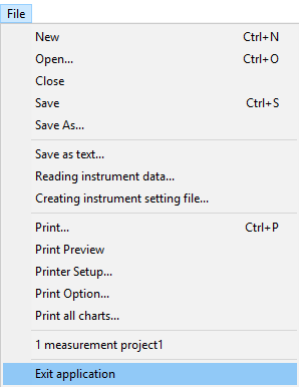 File
New Ctrl+N
Open... Ctrl+O
Close
Save Ctrl+S
Save As...
Save as text...
Reading instrument data...
Creating instrument setting file...
Print... Ctrl+P
Print Preview
Printer Setup...
Print Option...
Print all charts...
1 measurement project1
Exit application